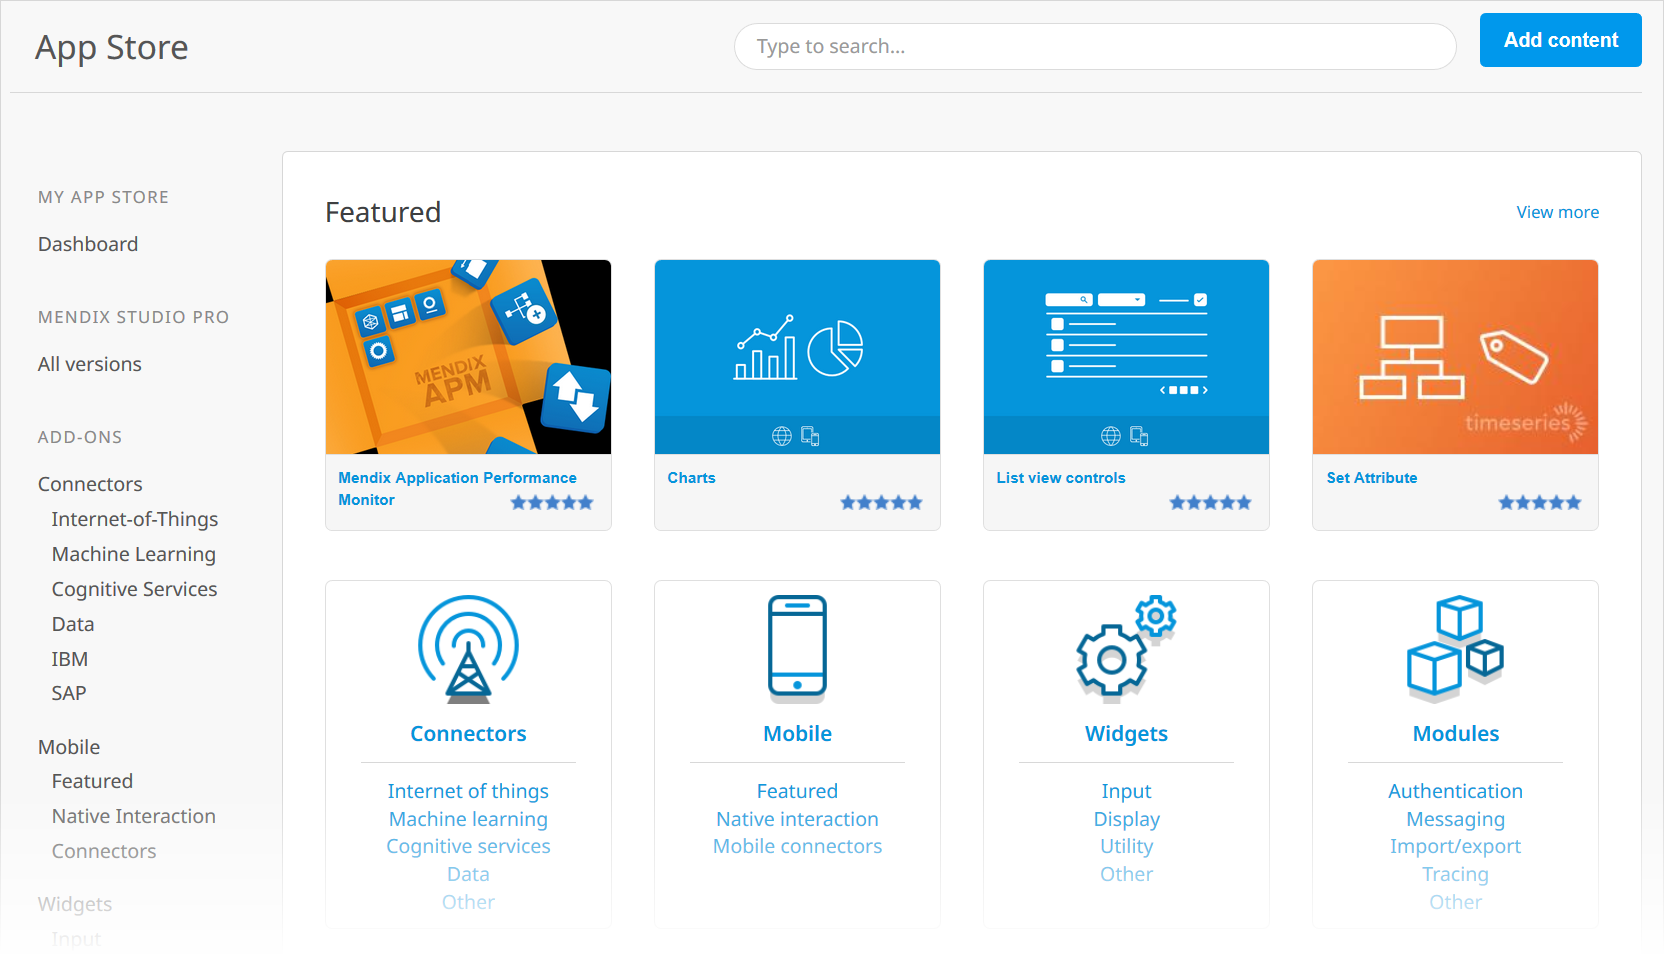 App Store
Type to search...
Add content
MY APP STORE
Dashboard
MENDIX STUDIO PRO
All versions
ADD-ONS
Connectors
Internet-of-Things
Machine Learning
Cognitive Services
Data
IBM
SAP
Mobile
Featured
Native Interaction
Connectors
Widgets
Input
Featured
View more
MENDIX
APM
timeseries
Mendix Application Performance
Monitor
Charts
List view controls
Set Attribute
Connectors
Internet of things
Machine learning
Cognitive services
Data
Other
Mobile
Featured
Native interaction
Mobile connectors
Widgets
Input
Display
Utility
Other
Modules
Authentication
Messaging
Import/export
Tracing
Other